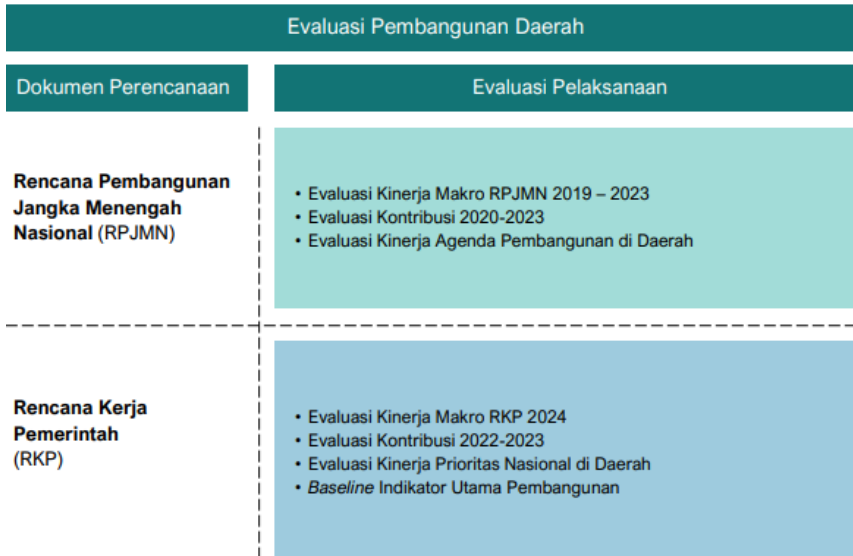 Evaluasi Pembangunan Daerah
Dokumen Perencanaan
Evaluasi Pelaksanaan
Rencana Pembangunan
Jangka Menengah
Nasional (RPJMN)
• Evaluasi Kinerja Makro RPJMN 2019 – 2023
• Evaluasi Kontribusi 2020-2023
• Evaluasi Kinerja Agenda Pembangunan di Daerah
Rencana Kerja
Pemerintah
(RKP)
• Evaluasi Kinerja Makro RKP 2024
• Evaluasi Kontribusi 2022-2023
• Evaluasi Kinerja Prioritas Nasional di Daerah
• Baseline Indikator Utama Pembangunan